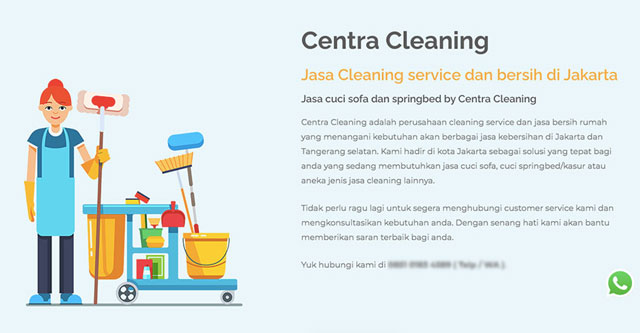 Centra Cleaning
Jasa Cleaning service dan bersih di Jakarta
Jasa cuci sofa dan springbed by Centra Cleaning
Centra Cleaning adalah perusahaan cleaning service dan jasa bersih rumah
yang menangani kebutuhan akan berbagai jasa kebersihan di Jakarta dan
Tangerang selatan. Kami hadir di kota Jakarta sebagai solusi yang tepat bagi
anda yang sedang membutuhkan jasa cuci sofa, cuci springbed/kasur atau
aneka jenis jasa cleaning lainnya.
Tidak perlu ragu lagi untuk segera menghubungi customer service kami dan
mengkonsultasikan kebutuhan anda. Dengan senang hati kami akan bantu
memberikan saran terbaik bagi anda.
Yuk hubungi kami di